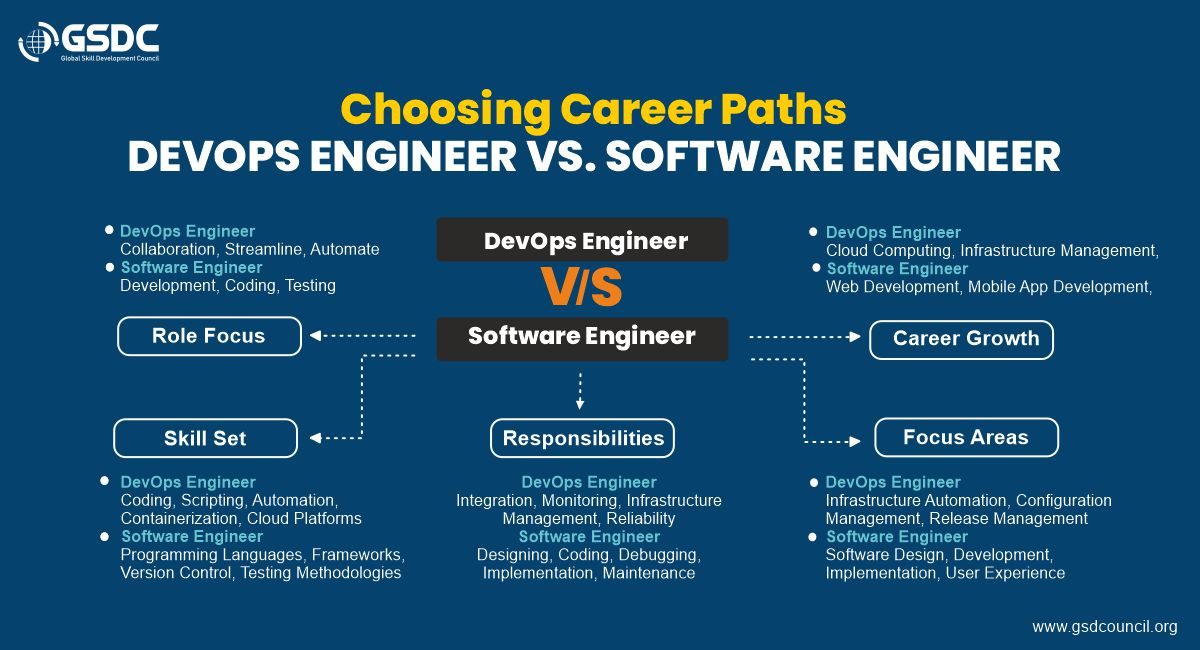 GSDC
Global Skill Development Council
Choosing Career Paths
DEVOPS ENGINEER VS. SOFTWARE ENGINEER
DevOps Engineer
Collaboration, Streamline, Automate
Software Engineer
Development, Coding, Testing
Role Focus
DevOps Engineer
V/S
Software Engineer
DevOps Engineer
Cloud Computing, Infrastructure Management,
Software Engineer
Web Development, Mobile App Development,
Career Growth
Skill Set
DevOps Engineer
Coding, Scripting, Automation,
Containerization, Cloud Platforms
Software Engineer
Programming Languages, Frameworks,
Version Control, Testing Methodologies
Responsibilities
DevOps Engineer
Integration, Monitoring, Infrastructure
Management, Reliability
Software Engineer
Designing, Coding, Debugging,
Implementation, Maintenance
Focus Areas
DevOps Engineer
Infrastructure Automation, Configuration
Management, Release Management
Software Engineer
Software Design, Development,
Implementation, User Experience
www.gsdcouncil.org